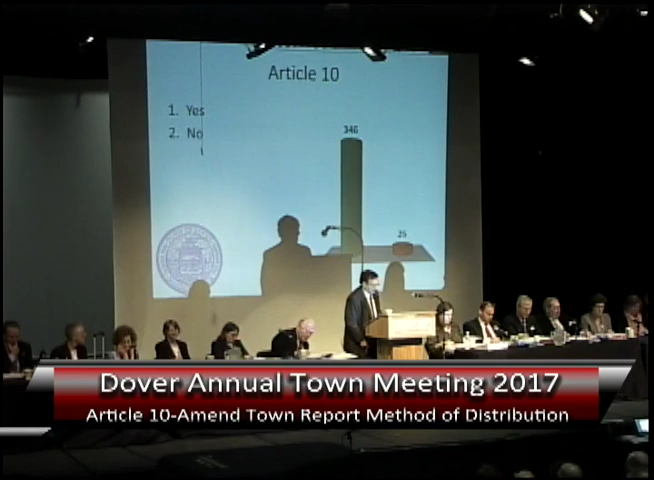 Article 10
1. Yes
2. No
346
25
Dover Annual Town Meeting 2017
Article 10-Amend Town Report Method of Distribution